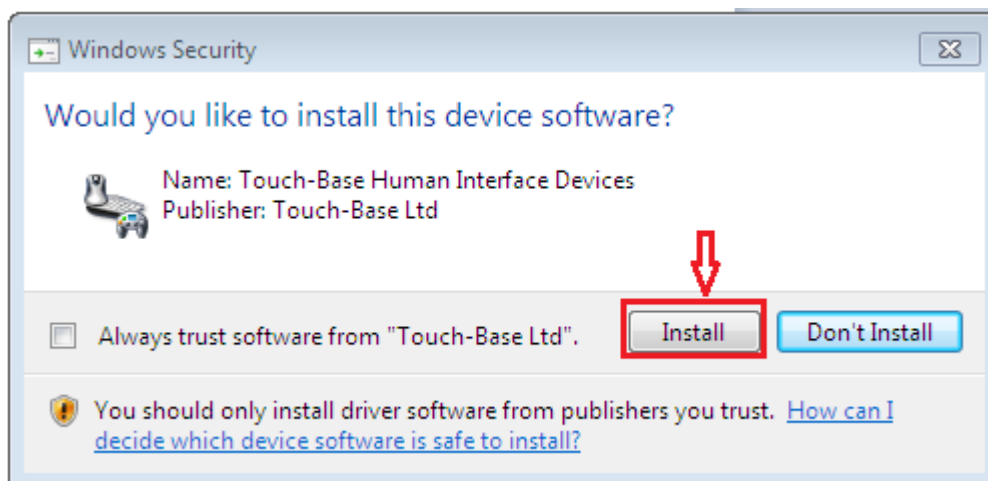 Windows Security
Would you like to install this device software?
Name: Touch-Base Human Interface Devices
Publisher: Touch-Base Ltd
Always trust software from "Touch-Base Ltd".
Install
Don't Install
You should only install driver software from publishers you trust. How can I
decide which device software is safe to install?